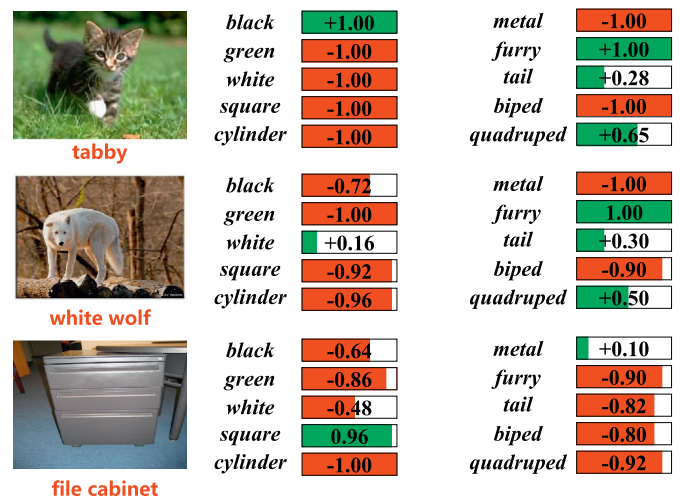 black +1.00 metal -1.00
green -1.00 furry +1.00
white -1.00 tail +0.28
square -1.00 biped -1.00
cylinder -1.00 quadruped +0.65
tabby
black -0.72 metal -1.00
green -1.00 furry 1.00
white +0.16 tail +0.30
square -0.92 biped -0.90
cylinder -0.96 quadruped +0.50
white wolf
black -0.64 metal +0.10
green -0.86 furry -0.90
white -0.48 tail -0.82
square 0.96 biped -0.80
cylinder -1.00 quadruped -0.92
file cabinet